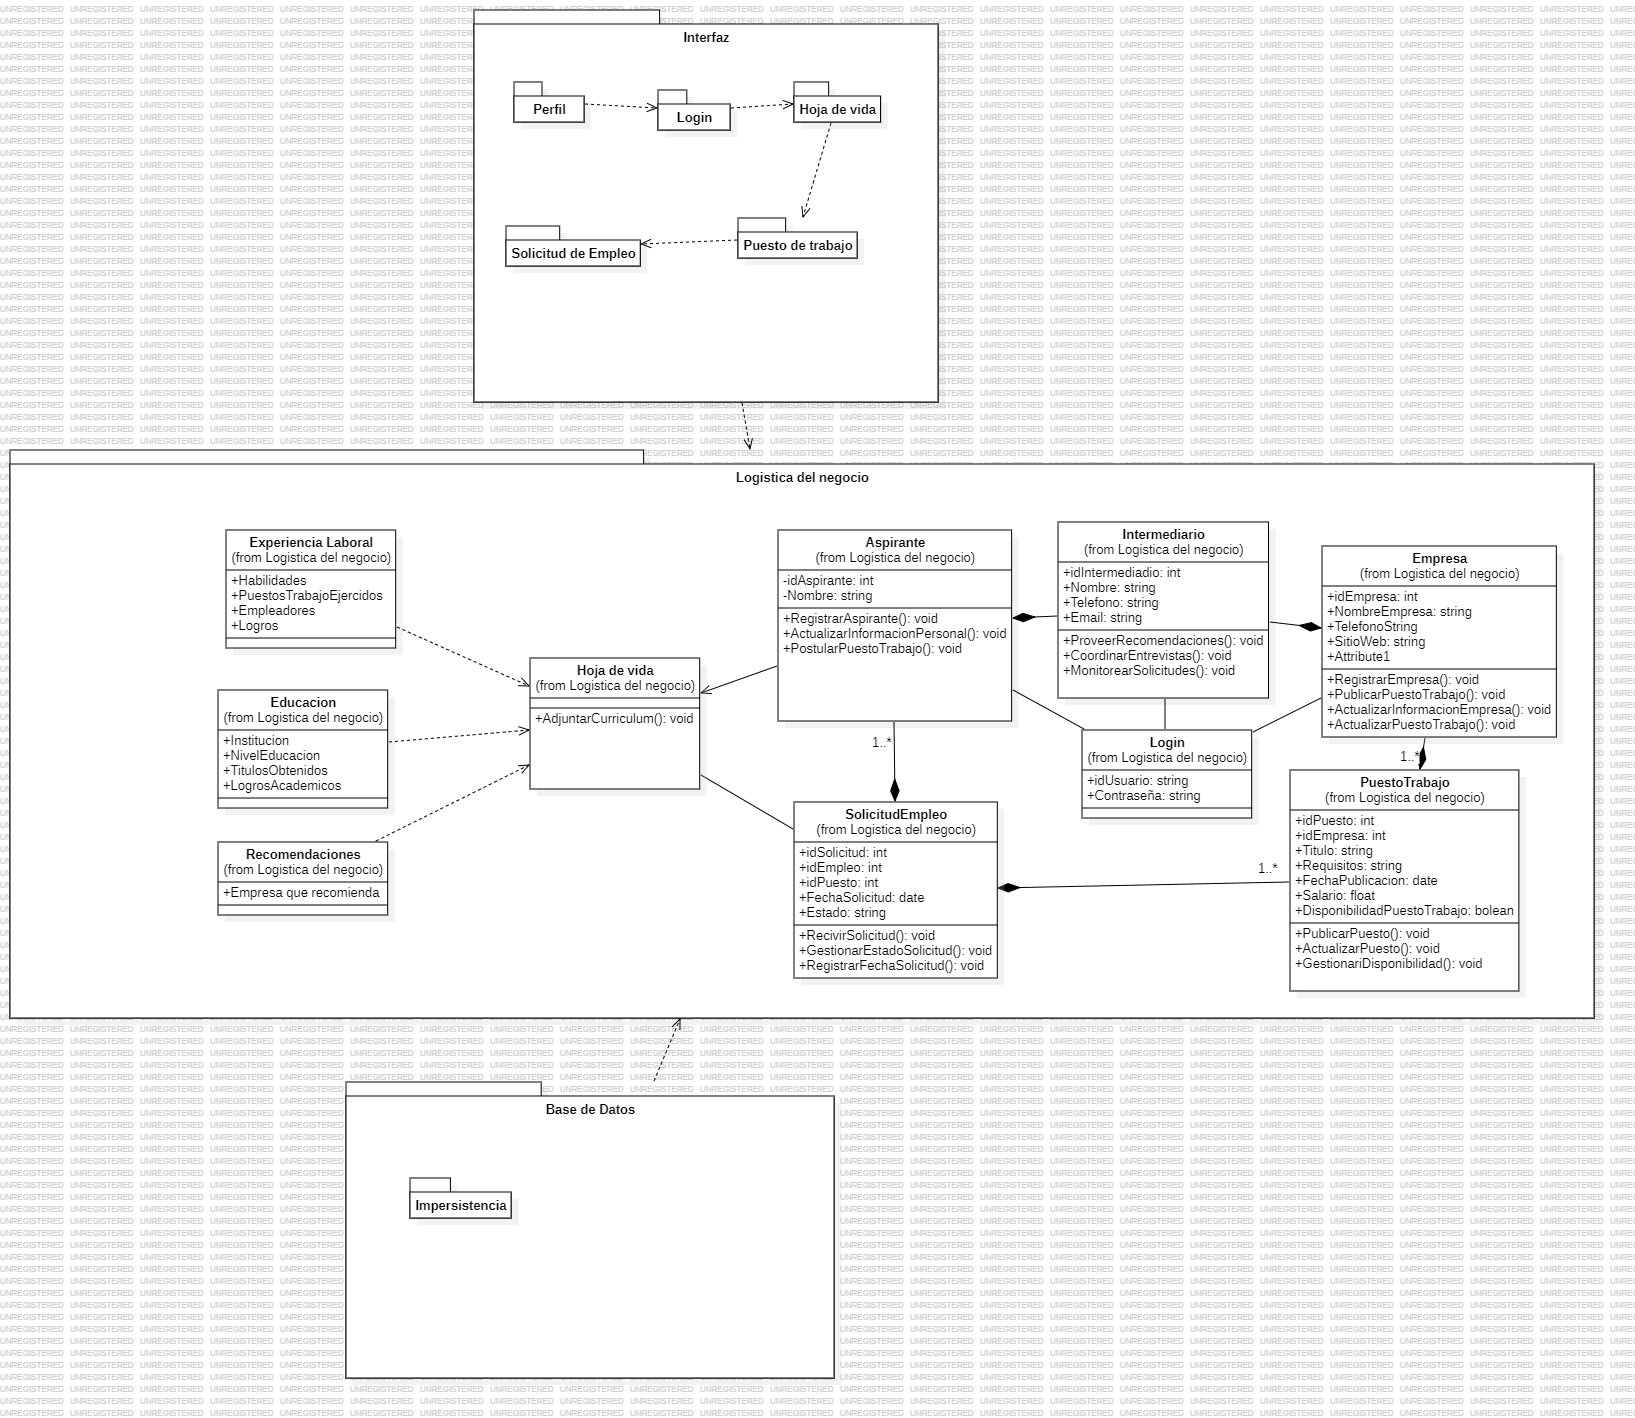 Interfaz
Perfil
Login
Hoja de vida
Solicitud de Empleo
Puesto de trabajo
Logistica del negocio
Experiencia Laboral
(from Logistica del negocio)
+Habilidades
+PuestosTrabajoEjercidos
+Empleadores
+Logros
Educacion
(from Logistica del negocio)
+Institucion
+NivelEducacion
+TitulosObtenidos
+LogrosAcademicos
Recomendaciones
(from Logistica del negocio)
+Empresa que recomienda
Hoja de vida
(from Logistica del negocio)
+AdjuntarCurriculum(): void
Aspirante
(from Logistica del negocio)
-idAspirante: int
-Nombre: string
+RegistrarAspirante(): void
+ActualizarInformacionPersonal(): void
+PostularPuestoTrabajo(): void
1..*
SolicitudEmpleo
(from Logistica del negocio)
+idSolicitud: int
+idEmpleo: int
+idPuesto: int
+FechaSolicitud: date
+Estado: string
+RecivirSolicitud(): void
+GestionarEstadoSolicitud(): void
+RegistrarFechaSolicitud(): void
Intermediario
(from Logistica del negocio)
+idIntermediadio: int
+Nombre: string
+Telefono: string
+Email: string
+ProveerRecomendaciones(): void
+CoordinarEntrevistas(): void
+MonitorearSolicitudes(): void
Login
(from Logistica del negocio)
+idUsuario: string
+Contraseña: string
Empresa
(from Logistica del negocio)
+idEmpresa: int
+NombreEmpresa: string
+TelefonoString
+SitioWeb: string
+Attribute1
+RegistrarEmpresa(): void
+PublicarPuestoTrabajo(): void
+ActualizarInformacionEmpresa(): void
+ActualizarPuestoTrabajo(): void
1..*
1..*
PuestoTrabajo
(from Logistica del negocio)
+idPuesto: int
+idEmpresa: int
+Titulo: string
+Requisitos: string
+FechaPublicacion: date
+Salario: float
+DisponibilidadPuestoTrabajo: bolean
+PublicarPuesto(): void
+ActualizarPuesto(): void
+GestionariDisponibilidad(): void
Base de Datos
Impersistencia
UNREGISTERED